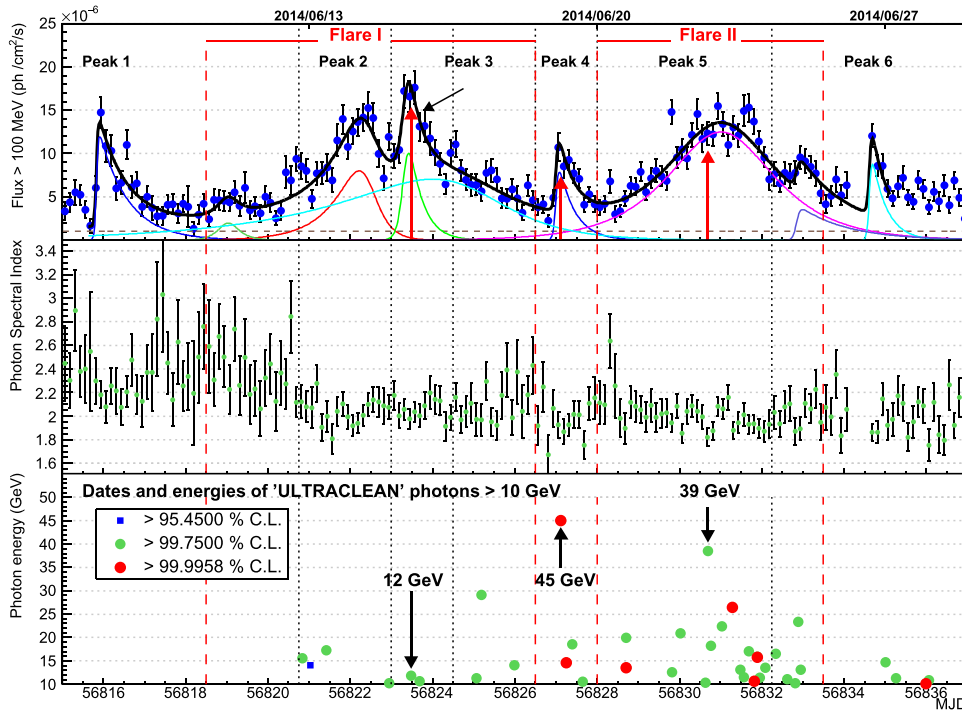 ×10⁻⁶ 2014/06/13 2014/06/20 2014/06/27
Flare I Flare II
Peak 1 Peak 2 Peak 3 Peak 4 Peak 5 Peak 6
Flux > 100 MeV (ph /cm²/s)
25
20
15
10
5
Photon Spectral Index
3.4
3.2
3
2.8
2.6
2.4
2.2
2
1.8
1.6
Photon energy (GeV)
50
45
40
35
30
25
20
15
10
Dates and energies of ’ULTRACLEAN’ photons > 10 GeV
> 95.4500 % C.L.
> 99.7500 % C.L.
> 99.9958 % C.L.
12 GeV
45 GeV
39 GeV
56816 56818 56820 56822 56824 56826 56828 56830 56832 56834 56836
MJD